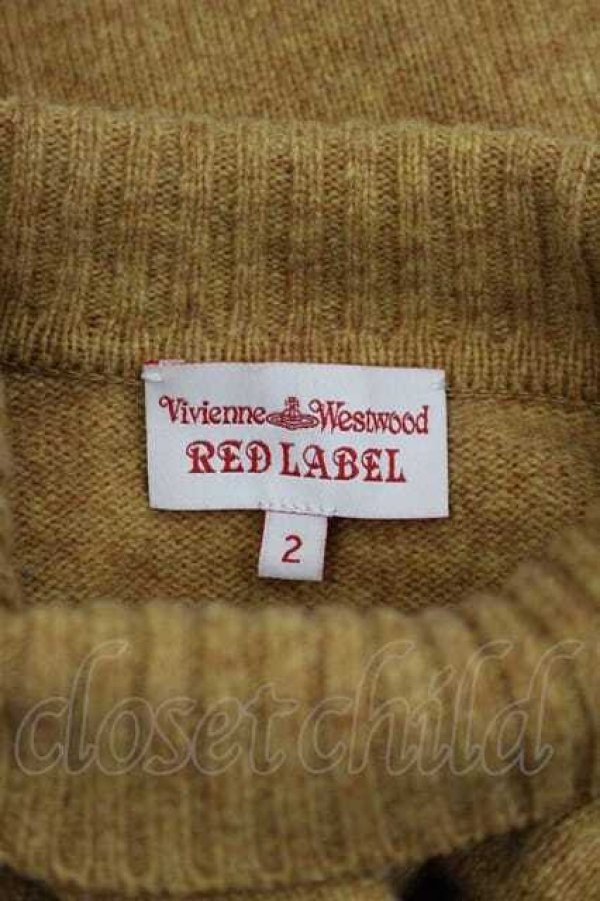 Vivienne Westwood
RED LABEL
2
closet child